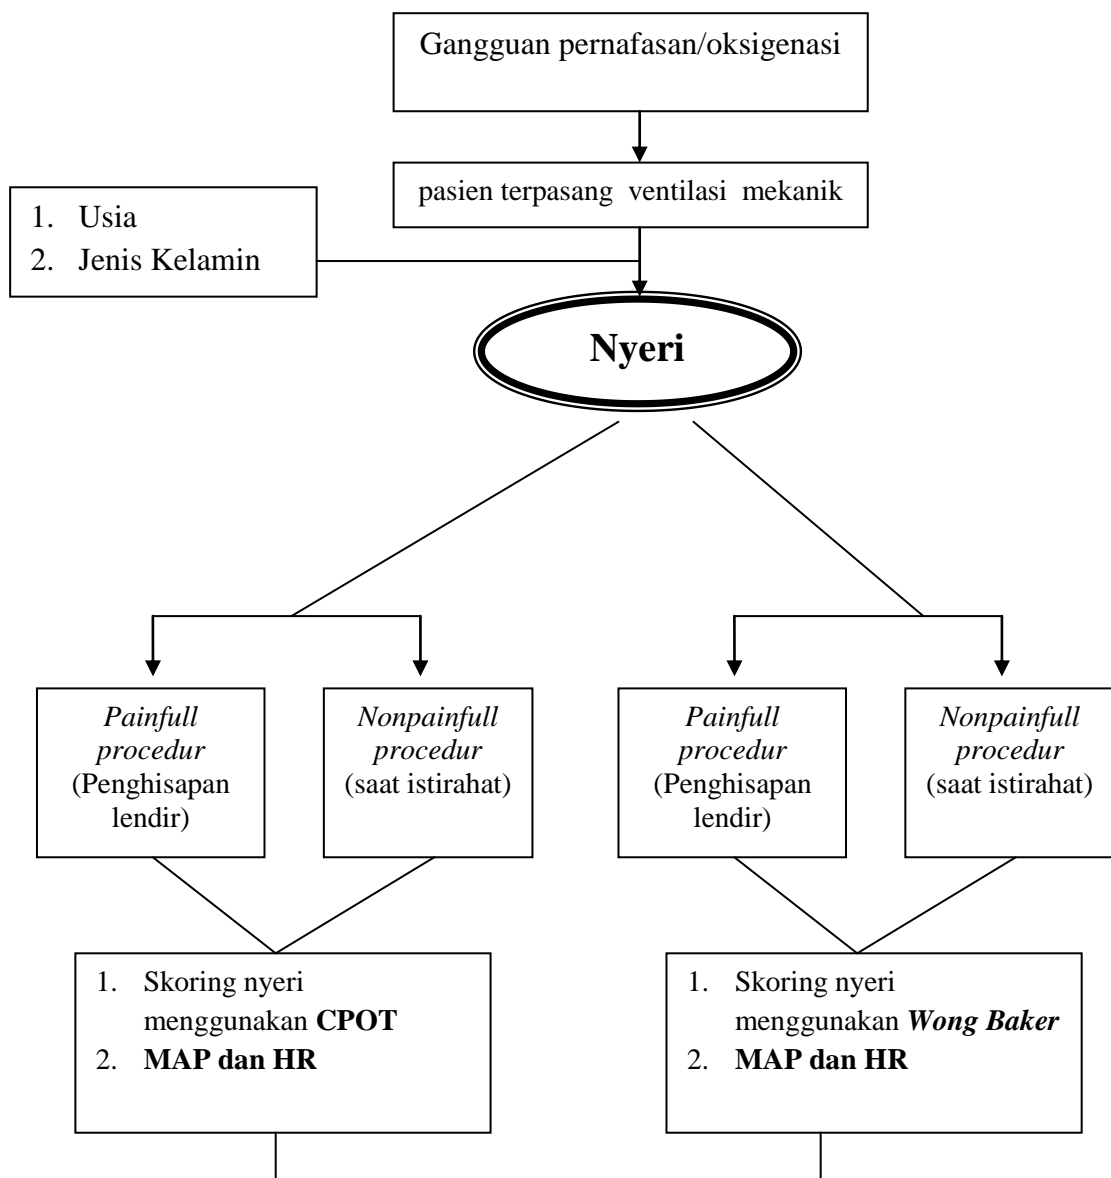 Gangguan pernafasan/oksigenasi
pasien terpasang ventilasi mekanik
1. Usia
2. Jenis Kelamin
Nyeri
Painfull
procedur
(Penghisapan
lendir)
Nonpainfull
procedur
(saat istirahat)
Painfull
procedur
(Penghisapan
lendir)
Nonpainfull
procedur
(saat istirahat)
1. Skoring nyeri
menggunakan CPOT
2. MAP dan HR
1. Skoring nyeri
menggunakan Wong Baker
2. MAP dan HR